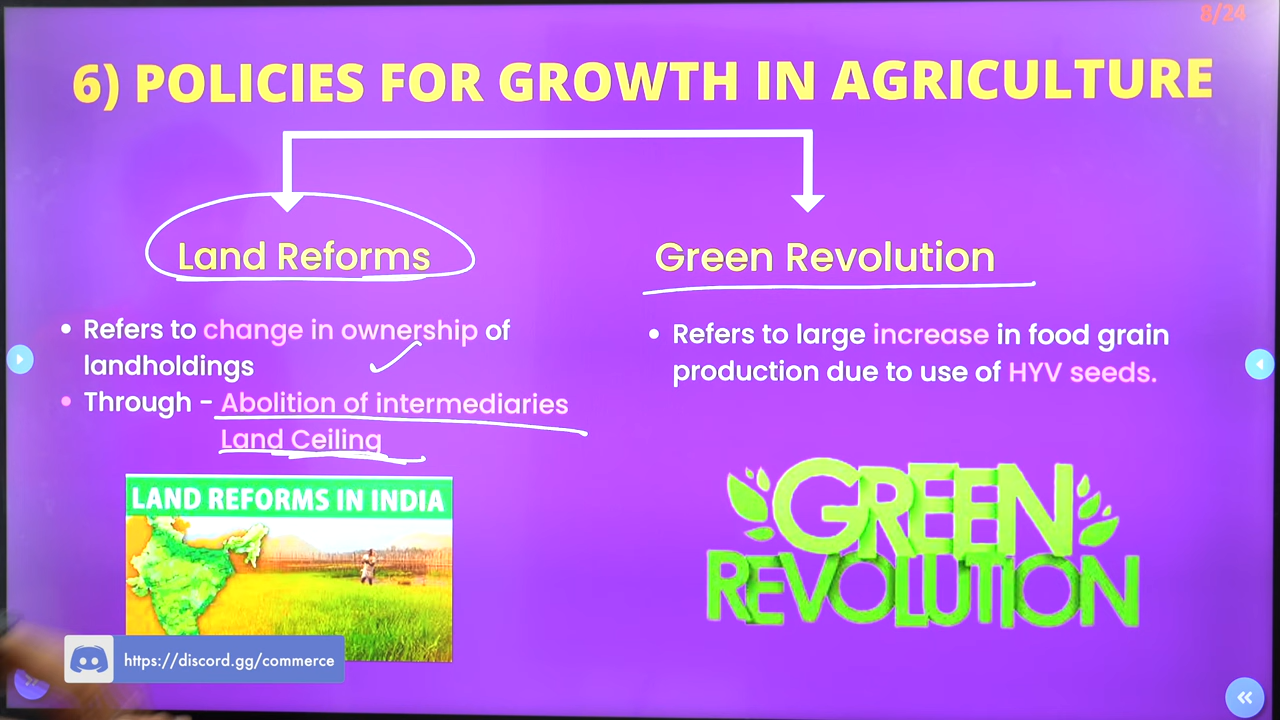 8/24
6) POLICIES FOR GROWTH IN AGRICULTURE
Land Reforms
• Refers to change in ownership of
landholdings
• Through - Abolition of intermediaries
Land Ceiling
LAND REFORMS IN INDIA
Green Revolution
• Refers to large increase in food grain
production due to use of HYV seeds.
GREEN
REVOLUTION
https://discord.gg/commerce